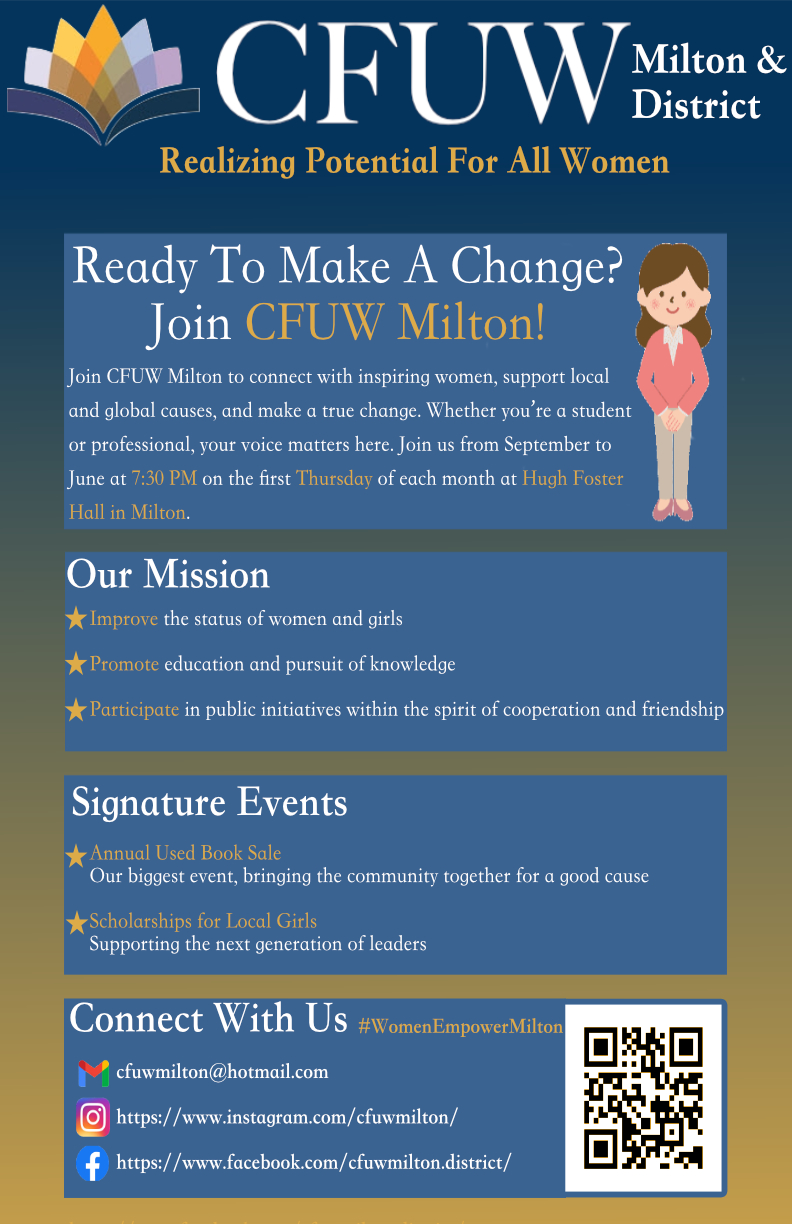 CFUW Milton &
District
Realizing Potential For All Women
Ready To Make A Change?
Join CFUW Milton!
Join CFUW Milton to connect with inspiring women, support local
and global causes, and make a true change. Whether you're a student
or professional, your voice matters here. Join us from September to
June at 7:30 PM on the first Thursday of each month at Hugh Foster
Hall in Milton.
Our Mission
Improve the status of women and girls
Promote education and pursuit of knowledge
Participate in public initiatives within the spirit of cooperation and friendship
Signature Events
Annual Used Book Sale
Our biggest event, bringing the community together for a good cause
Scholarships for Local Girls
Supporting the next generation of leaders
Connect With Us #WomenEmpowerMilton
cfuwmilton@hotmail.com
https://www.instagram.com/cfuwmilton/
https://www.facebook.com/cfuwmilton.district/